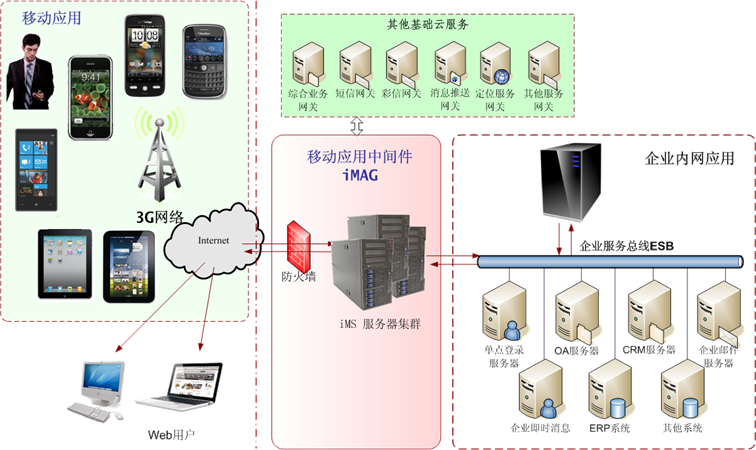 移动应用
9:41
3G网络
Internet
Web用户
防火墙
其他基础云服务
综合业务
网关
短信网关
彩信网关
消息推送
网关
定位服务
网关
其他服务
网关
移动应用中间件
iMAG
iMS 服务器集群
企业内网应用
企业服务总线ESB
单点登录
服务器
OA服务器
CRM服务器
企业邮件
服务器
企业即时消息
ERP系统
其他系统